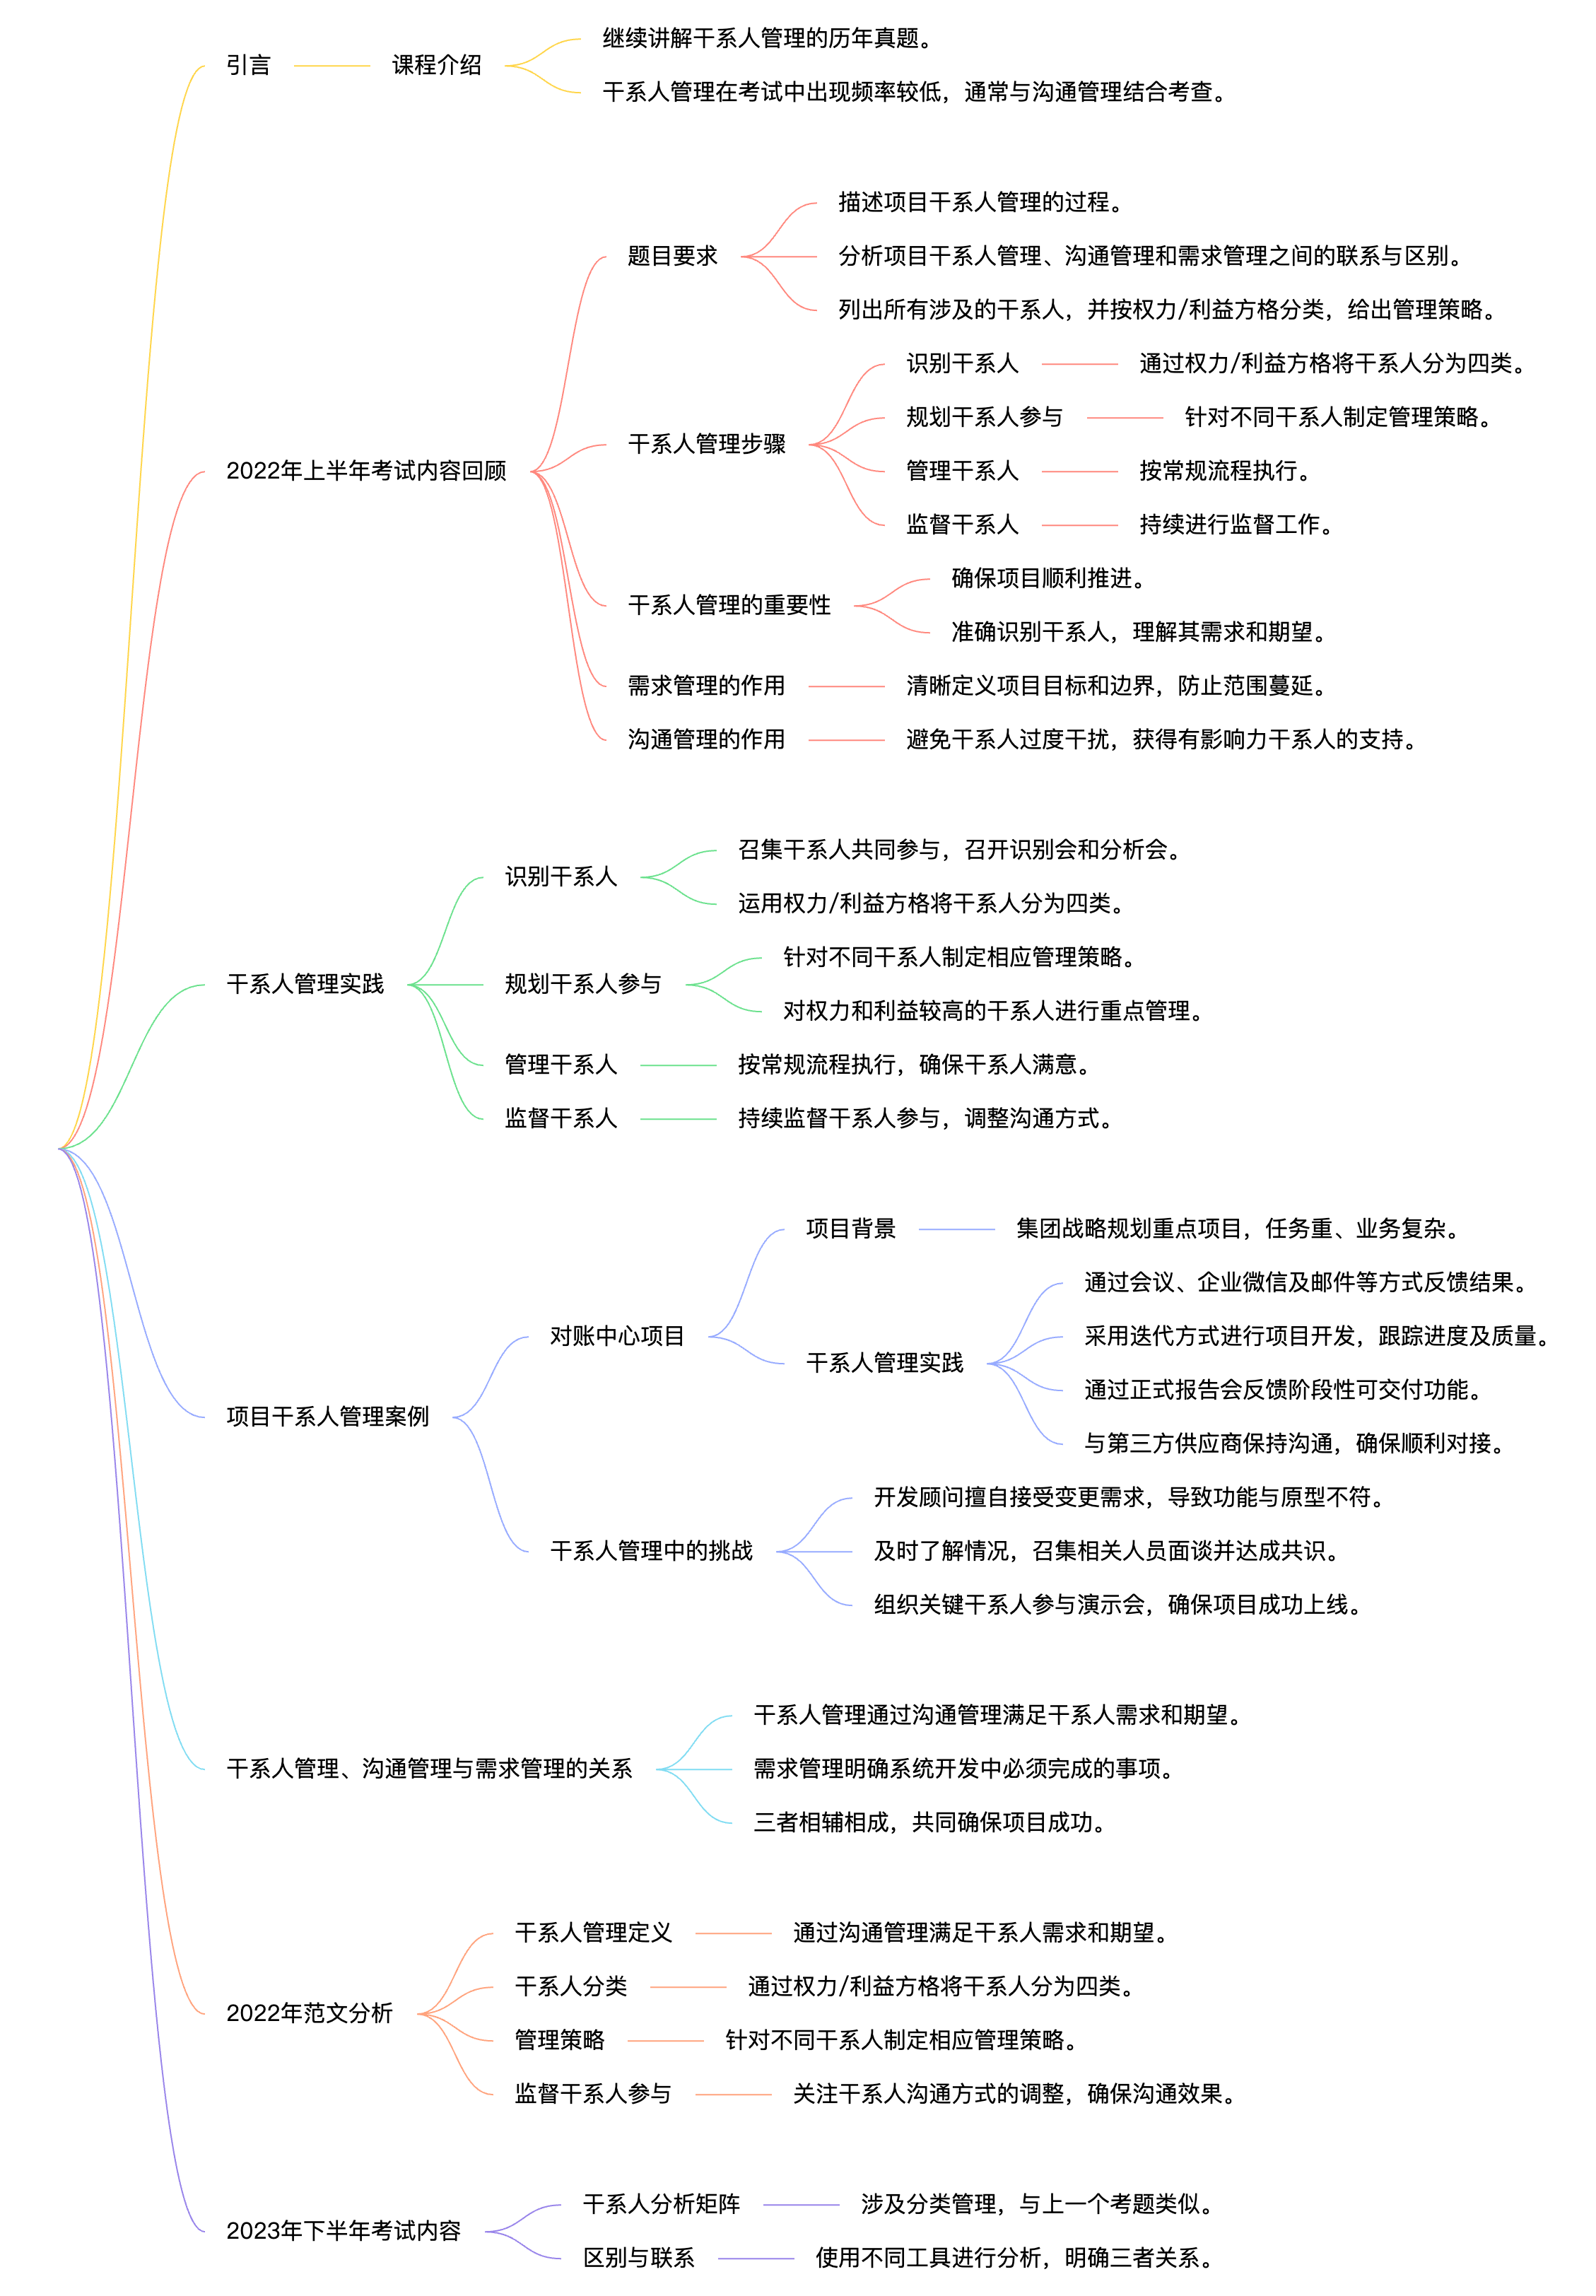 引言
课程介绍
继续讲解干系人管理的历年真题。
干系人管理在考试中出现频率较低，通常与沟通管理结合考查。
2022年上半年考试内容回顾
题目要求
描述项目干系人管理的过程。
分析项目干系人管理、沟通管理和需求管理之间的联系与区别。
列出所有涉及的干系人，并按权力/利益方格分类，给出管理策略。
干系人管理步骤
识别干系人
通过权力/利益方格将干系人分为四类。
规划干系人参与
针对不同干系人制定管理策略。
管理干系人
按常规流程执行。
监督干系人
持续进行监督工作。
干系人管理的重要性
确保项目顺利推进。
准确识别干系人，理解其需求和期望。
需求管理的作用
清晰定义项目目标和边界，防止范围蔓延。
沟通管理的作用
避免干系人过度干扰，获得有影响力干系人的支持。
干系人管理实践
识别干系人
召集干系人共同参与，召开识别会和分析会。
运用权力/利益方格将干系人分为四类。
规划干系人参与
针对不同干系人制定相应管理策略。
对权力和利益较高的干系人进行重点管理。
管理干系人
按常规流程执行，确保干系人满意。
监督干系人
持续监督干系人参与，调整沟通方式。
项目干系人管理案例
对账中心项目
项目背景
集团战略规划重点项目，任务重、业务复杂。
干系人管理实践
通过会议、企业微信及邮件等方式反馈结果。
采用迭代方式进行项目开发，跟踪进度及质量。
通过正式报告会反馈阶段性可交付功能。
与第三方供应商保持沟通，确保顺利对接。
干系人管理中的挑战
开发顾问擅自接受变更需求，导致功能与原型不符。
及时了解情况，召集相关人员面谈并达成共识。
组织关键干系人参与演示会，确保项目成功上线。
干系人管理、沟通管理与需求管理的关系
干系人管理通过沟通管理满足干系人需求和期望。
需求管理明确系统开发中必须完成的事项。
三者相辅相成，共同确保项目成功。
2022年范文分析
干系人管理定义
通过沟通管理满足干系人需求和期望。
干系人分类
通过权力/利益方格将干系人分为四类。
管理策略
针对不同干系人制定相应管理策略。
监督干系人参与
关注干系人沟通方式的调整，确保沟通效果。
2023年下半年考试内容
干系人分析矩阵
涉及分类管理，与上一个考题类似。
区别与联系
使用不同工具进行分析，明确三者关系。